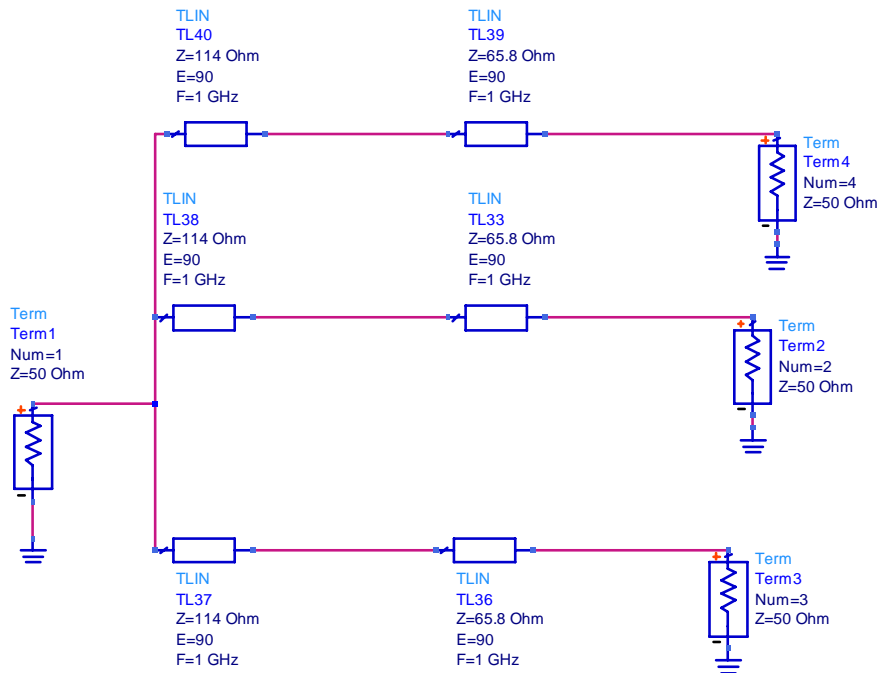 TLIN
TL40
Z=114 Ohm
E=90
F=1 GHz
TLIN
TL39
Z=65.8 Ohm
E=90
F=1 GHz
+
Term
Term4
Num=4
Z=50 Ohm
-
TLIN
TL38
Z=114 Ohm
E=90
F=1 GHz
TLIN
TL33
Z=65.8 Ohm
E=90
F=1 GHz
+
Term
Term2
Num=2
Z=50 Ohm
-
Term
Term1
Num=1
Z=50 Ohm
+
-
TLIN
TL37
Z=114 Ohm
E=90
F=1 GHz
TLIN
TL36
Z=65.8 Ohm
E=90
F=1 GHz
+
Term
Term3
Num=3
Z=50 Ohm
-